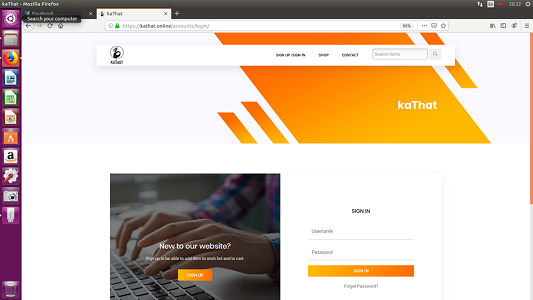 kaThat - Mozilla Firefox
20:22
Facebook
kaThat
Search your computer
https://kathat.online/accounts/login/
90%
KaTHaT
SIGN UP /SIGN IN
SHOP
CONTACT
Search Items
kaThat
New to our website?
Sign up to be able to add item to wish list and to cart.
SIGN UP
SIGN IN
Username
Password
SIGN IN
Forgot Password?